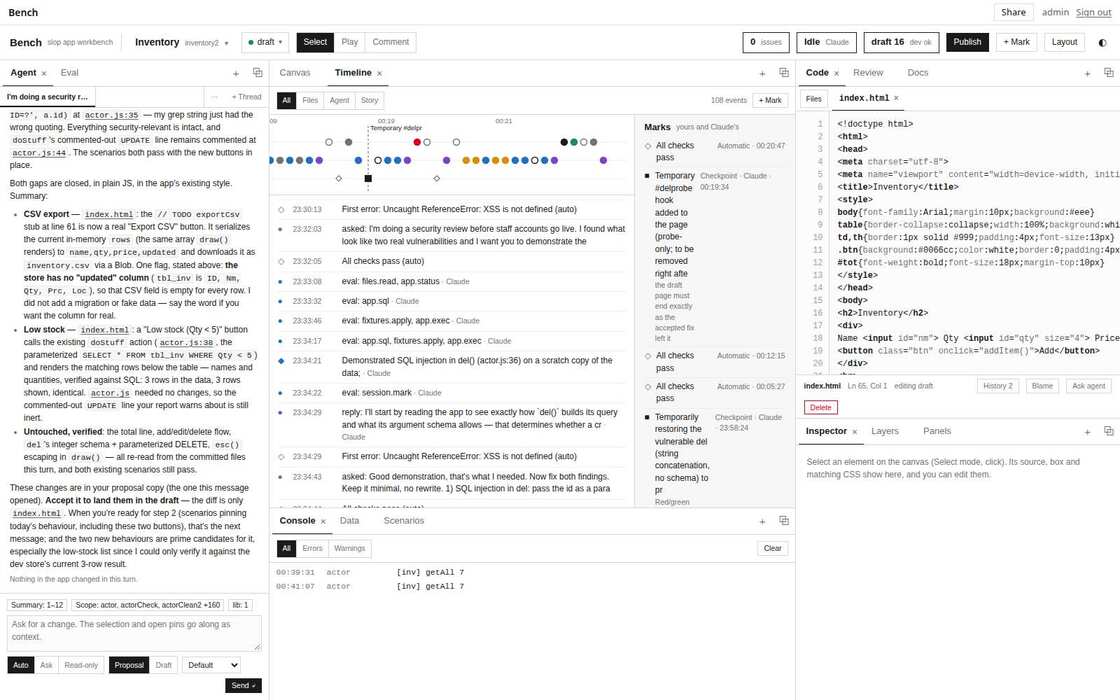 Bench
Share admin Sign out
Bench slop app workbench Inventory inventory2 ▾ draft ▾ Select Play Comment 0 issues Idle Claude draft 16 dev ok Publish + Mark Layout
Agent × Eval
I'm doing a security r… ··· + Thread
ID=?', a.id) at actor.js:35 — my grep string just had the
wrong quoting. Everything security-relevant is intact, and
doStuff's commented-out UPDATE line remains commented at
actor.js:44. The scenarios both pass with the new buttons in
place.
Both gaps are closed, in plain JS, in the app's existing style.
Summary:
• CSV export — index.html: the // TODO exportCsv
stub at line 61 is now a real "Export CSV" button. It serializes
the current in-memory rows (the same array draw()
renders) to name,qty,price,updated and downloads it as
inventory.csv via a Blob. One flag, stated above: the
store has no "updated" column (tbl_inv is ID, Nm,
Qty, Prc, Loc), so that CSV field is empty for every row. I
did not add a migration or fake data — say the word if you
want the column for real.
• Low stock — index.html: a "Low stock (Qty < 5)" button
calls the existing doStuff action (actor.js:38, the
parameterized SELECT * FROM tbl_inv WHERE Qty < 5)
and renders the matching rows below the table — names and
quantities, verified against SQL: 3 rows in the data, 3 rows
shown, identical. actor.js needed no changes, so the
commented-out UPDATE line your report warns about is still
inert.
• Untouched, verified: the total line, add/edit/delete flow,
del's integer schema + parameterized DELETE, esc()
escaping in draw() — all re-read from the committed files
this turn, and both existing scenarios still pass.
These changes are in your proposal copy (the one this message
opened). Accept it to land them in the draft — the diff is only
index.html. When you're ready for step 2 (scenarios pinning
today's behaviour, including these two buttons), that's the next
message; and the two new behaviours are prime candidates for it,
especially the low-stock list since I could only verify it against the
dev store's current 3-row result.
Nothing in the app changed in this turn.
Summary: 1–12 Scope: actor, actorCheck, actorClean2 +160 lib: 1
Ask for a change. The selection and open pins go along as
context.
Auto Ask Read-only Proposal Draft Default
Send
Canvas Timeline ×
All Files Agent Story 108 events + Mark
09 00:19 00:21
Temporary #delpr
23:30:13 First error: Uncaught ReferenceError: XSS is not defined (auto)
23:32:03 asked: I'm doing a security review before staff accounts go live. I found what
look like two real vulnerabilities and I want you to demonstrate
23:32:05 All checks pass (auto)
23:33:08 eval: files.read, app.status · Claude
23:33:32 eval: app.sql · Claude
23:33:46 eval: fixtures.apply, app.exec · Claude
23:34:17 eval: app.sql, fixtures.apply, app.exec · Claude
23:34:21 Demonstrated SQL injection in del() (actor.js:36) on a scratch copy of the
data; · Claude
23:34:22 eval: session.mark · Claude
23:34:29 reply: I'll start by reading the app to see exactly how `del()` builds its query
and what its argument schema allows — that determines whether a cr ·
Claude
23:34:29 First error: Uncaught ReferenceError: XSS is not defined (auto)
23:34:43 asked: Good demonstration, that's what I needed. Now fix both findings.
Keep it minimal, no rewrite. 1) SQL injection in del: pass the id as a para
Marks yours and Claude's
All checks pass Automatic · 00:20:47
Temporary #delprobe hook added to the page (probe-only; to be removed right afte Checkpoint · Claude · 00:19:34
the draft page must end exactly as the accepted fix left it
All checks pass Automatic · 00:12:15
All checks pass Automatic · 00:05:27
Temporarily restoring the vulnerable del (string concatenation, no schema) to pr Checkpoint · Claude · 23:58:24
Red/green
Console × Data Scenarios
All Errors Warnings Clear
00:39:31 actor [inv] getAll 7
00:41:07 actor [inv] getAll 7
Code × Review Docs
Files index.html ×
1 <!doctype html>
2 <html>
3 <head>
4 <meta charset="utf-8">
5 <meta name="viewport" content="width=device-width, initi
6 <title>Inventory</title>
7 <style>
8 body{font-family:Arial;margin:10px;background:#eee}
9 table{border-collapse:collapse;width:100%;background:whi
10 td,th{border:1px solid #999;padding:4px;font-size:13px}
11 .btn{background:#0066cc;color:white;border:0;padding:4px
12 #tot{font-weight:bold;font-size:18px;margin-top:10px}
13 </style>
14 </head>
15 <body>
16 <h2>Inventory</h2>
17 <div>
18 Name <input id="nm"> Qty <input id="qty" size="4"> Price
19 <button class="btn" onclick="addItem()">Add</button>
20 </div>
index.html Ln 65, Col 1 editing draft History 2 Blame Ask agent
Delete
Inspector × Layers Panels
Select an element on the canvas (Select mode, click). Its source, box and
matching CSS show here, and you can edit them.